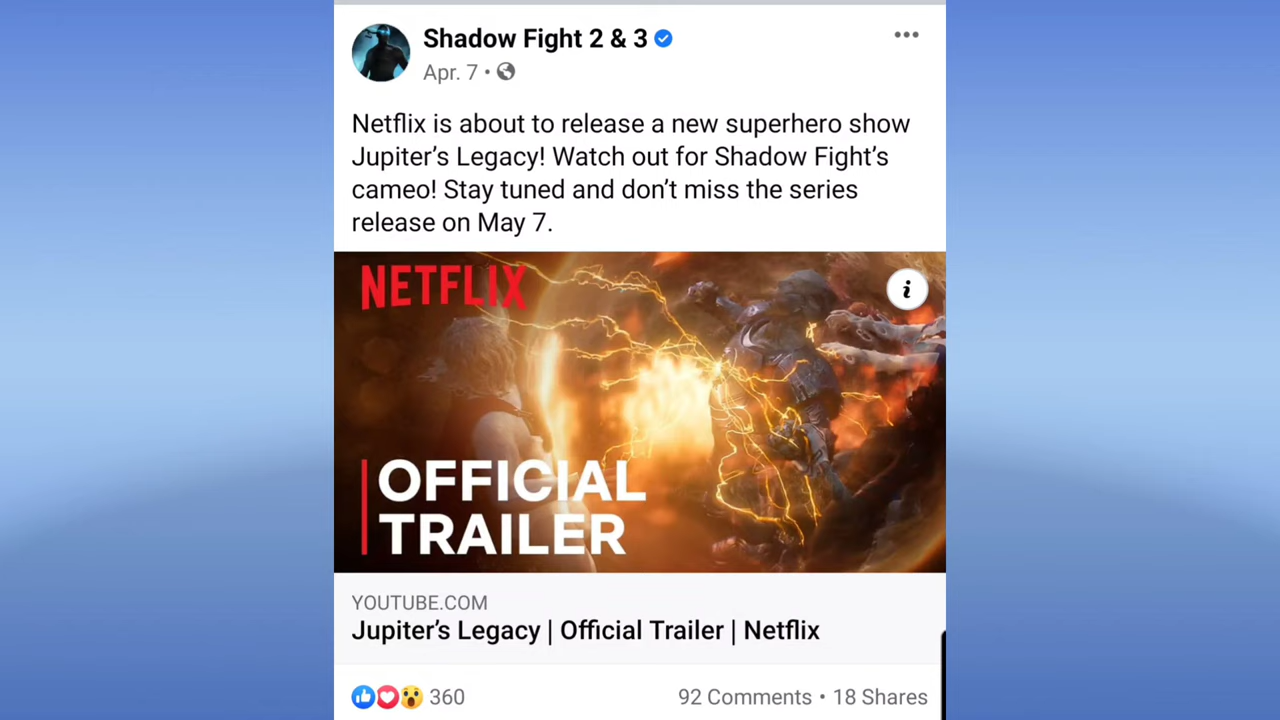 Shadow Fight 2 & 3
Apr. 7 •
Netflix is about to release a new superhero show
Jupiter’s Legacy! Watch out for Shadow Fight’s
cameo! Stay tuned and don’t miss the series
release on May 7.
NETFLIX
i
OFFICIAL
TRAILER
YOUTUBE.COM
Jupiter’s Legacy | Official Trailer | Netflix
360
92 Comments • 18 Shares